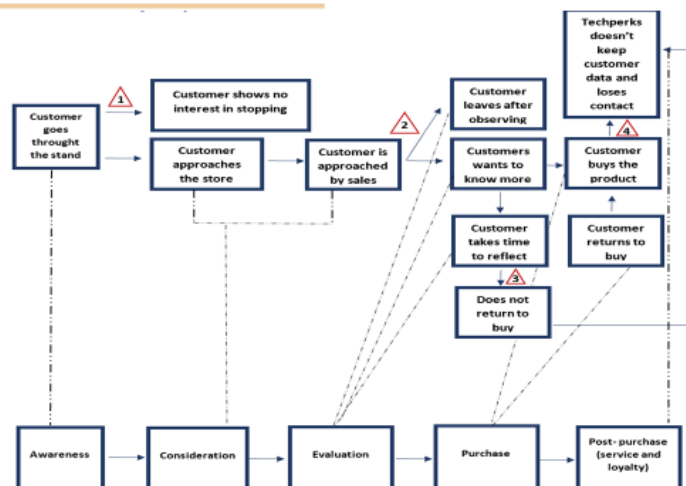 Techperks
doesn't
keep
customer
data and
loses
contact
1
Customer shows no
interest in stopping
Customer
leaves after
observing
Customer
goes
throught
the stand
2
4
Customer
approaches
the store
Customer is
approached
by sales
Customers
wants to
know more
Customer
buys the
product
Customer
takes time
to reflect
Customer
returns to
buy
3
Does not
return to
buy
Awareness
Consideration
Evaluation
Purchase
Post- purchase
(service and
loyalty)